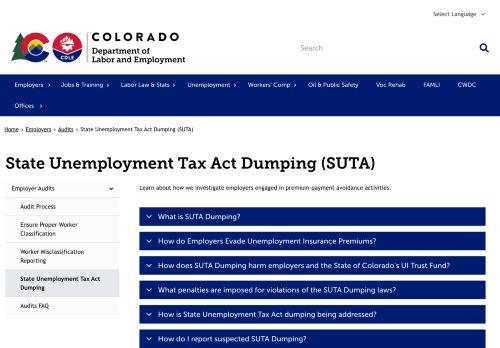 Select Language
COLORADO
Department of
Labor and Employment
CDLE
Search
Employers
Jobs & Training
Labor Law & Stats
Unemployment
Workers' Comp
Oil & Public Safety
Voc Rehab
FAMLI
CWDC
Offices
Home › Employers › Audits › State Unemployment Tax Act Dumping (SUTA)
State Unemployment Tax Act Dumping (SUTA)
Employer Audits
Audit Process
Ensure Proper Worker
Classification
Worker Misclassification
Reporting
State Unemployment Tax Act
Dumping
Audits FAQ
Learn about how we investigate employers engaged in premium-payment avoidance activities.
What is SUTA Dumping?
How do Employers Evade Unemployment Insurance Premiums?
How does SUTA Dumping harm employers and the State of Colorado's UI Trust Fund?
What penalties are imposed for violations of the SUTA Dumping laws?
How is State Unemployment Tax Act dumping being addressed?
How do I report suspected SUTA Dumping?